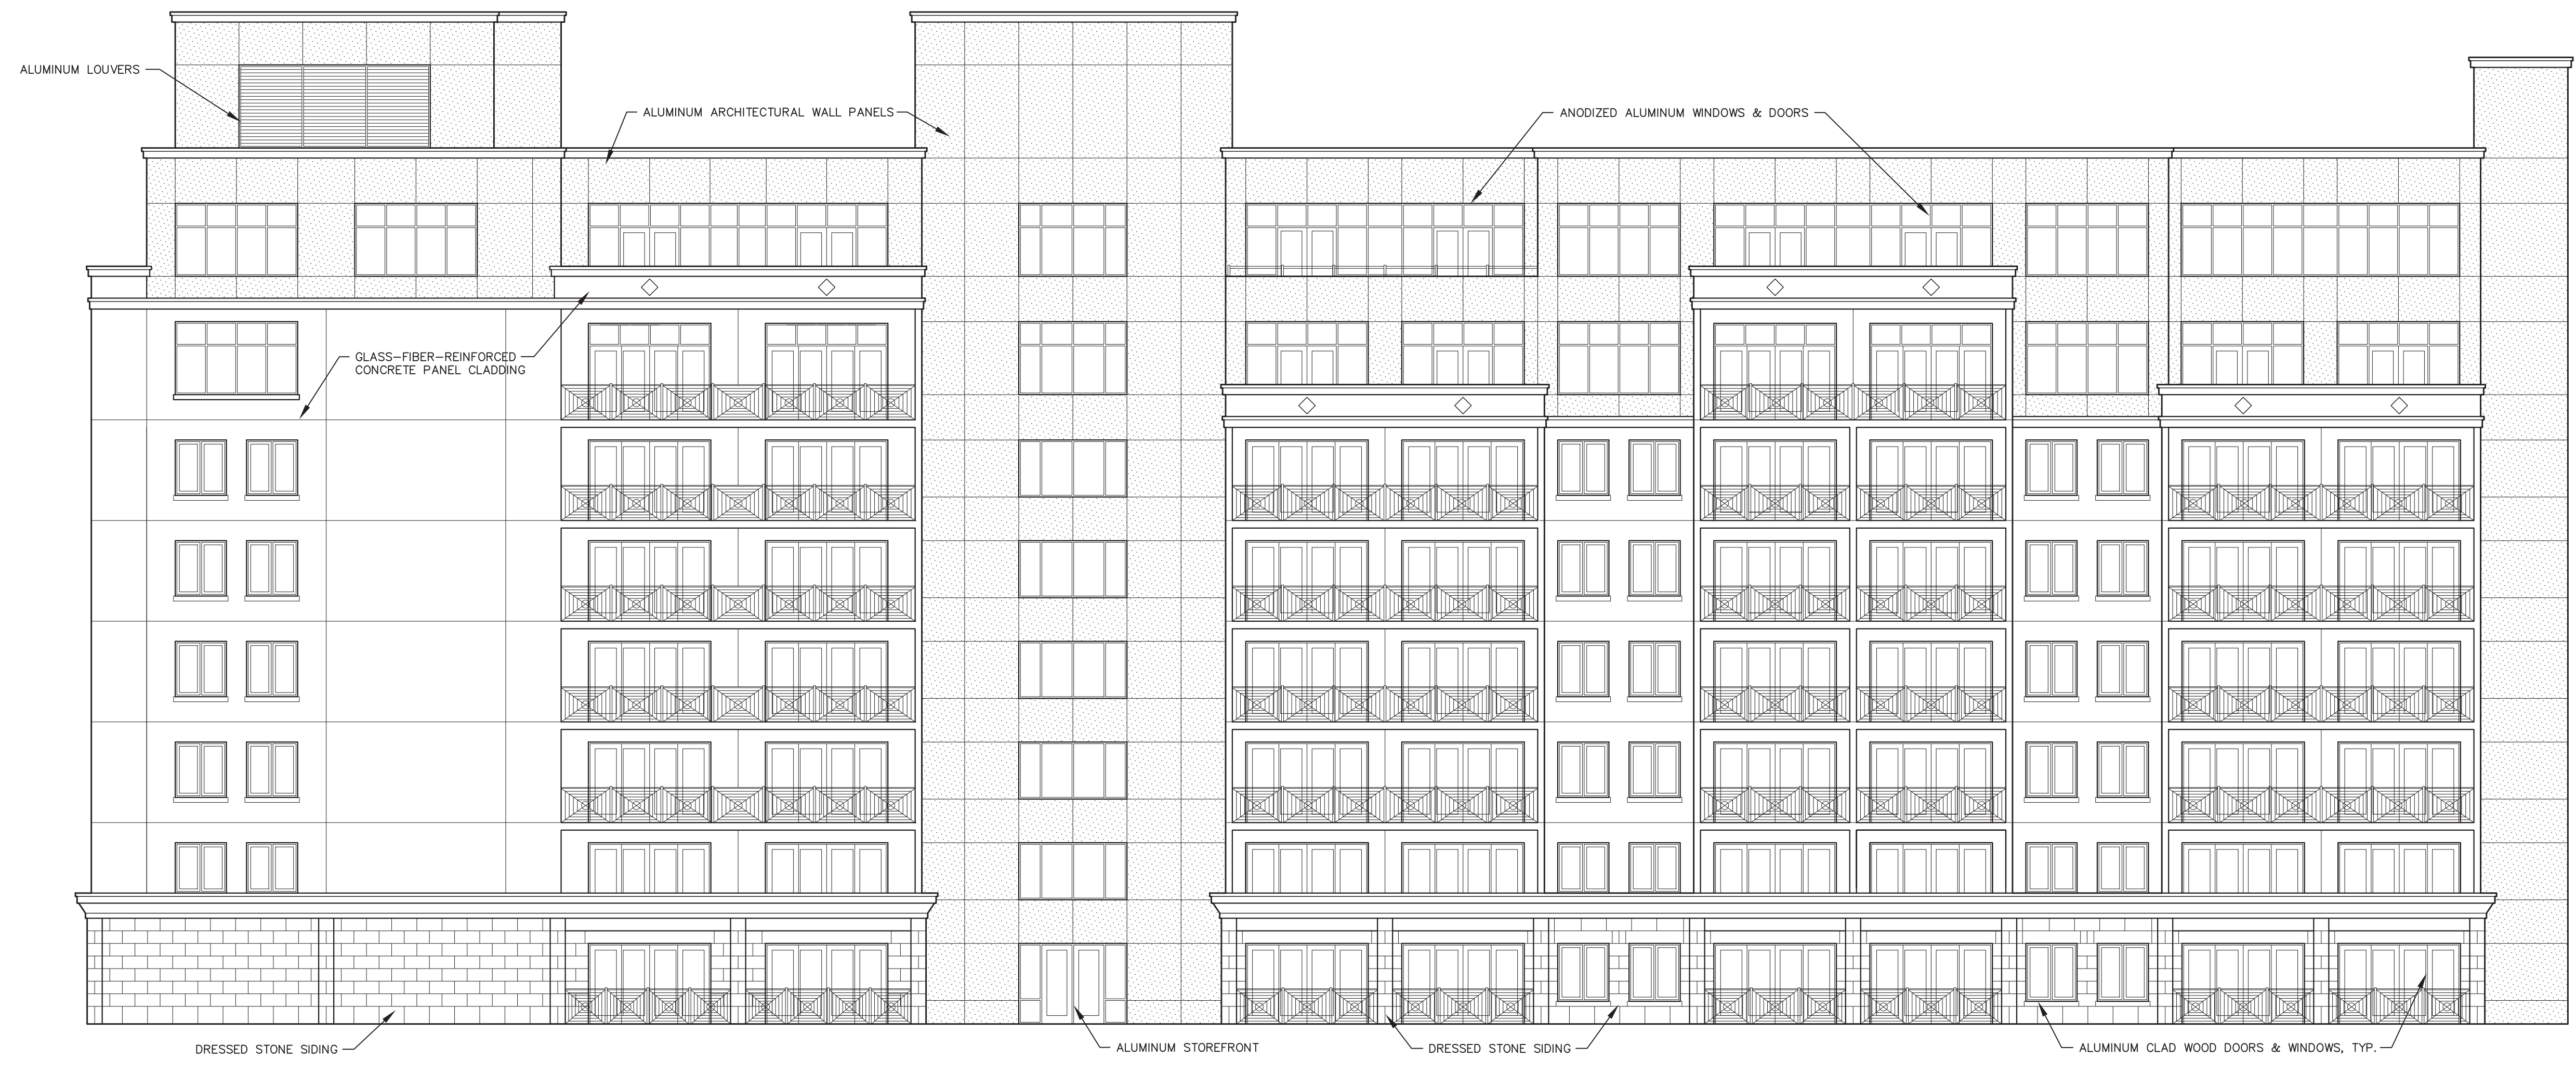 ALUMINUM LOUVERS
ALUMINUM ARCHITECTURAL WALL PANELS
ANODIZED ALUMINUM WINDOWS & DOORS
GLASS-FIBER-REINFORCED
CONCRETE PANEL CLADDING
DRESSED STONE SIDING
ALUMINUM STOREFRONT
DRESSED STONE SIDING
ALUMINUM CLAD WOOD DOORS & WINDOWS, TYP.